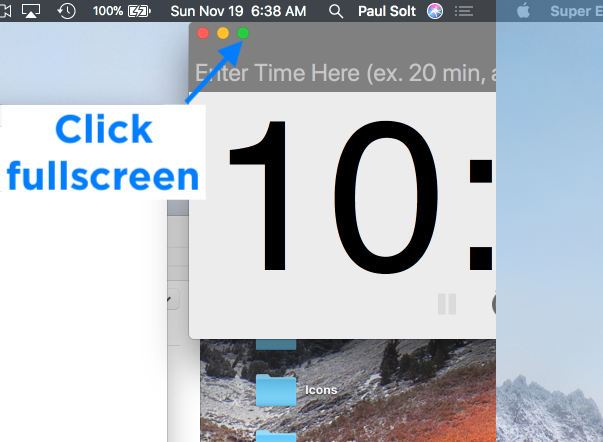 100% Sun Nov 19 6:38 AM Paul Solt Super E
Enter Time Here (ex. 20 min, a
Click
fullscreen
10:
Icons